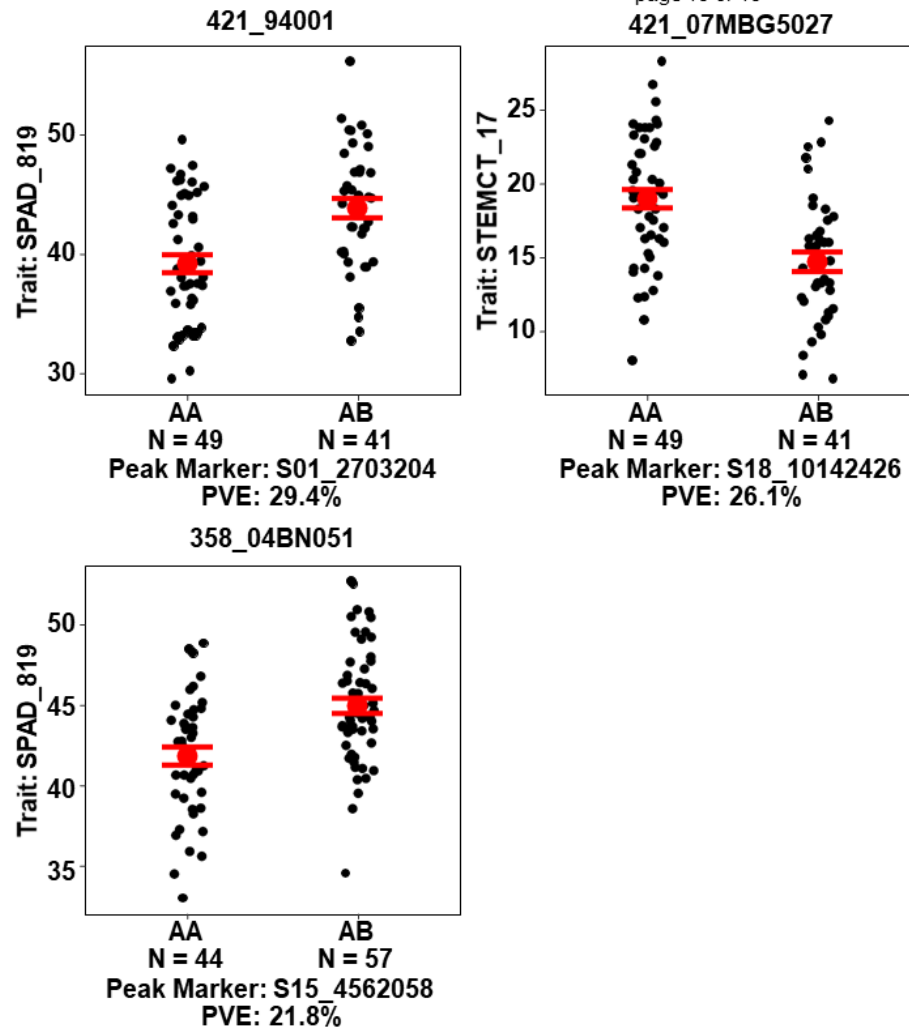 421_94001
Trait: SPAD_819
50
40
30
AA AB
N = 49 N = 41
Peak Marker: S01_2703204
PVE: 29.4%
421_07MBG5027
Trait: STEMCT_17
25
20
15
10
AA AB
N = 49 N = 41
Peak Marker: S18_10142426
PVE: 26.1%
358_04BN051
Trait: SPAD_819
50
45
40
35
AA AB
N = 44 N = 57
Peak Marker: S15_4562058
PVE: 21.8%